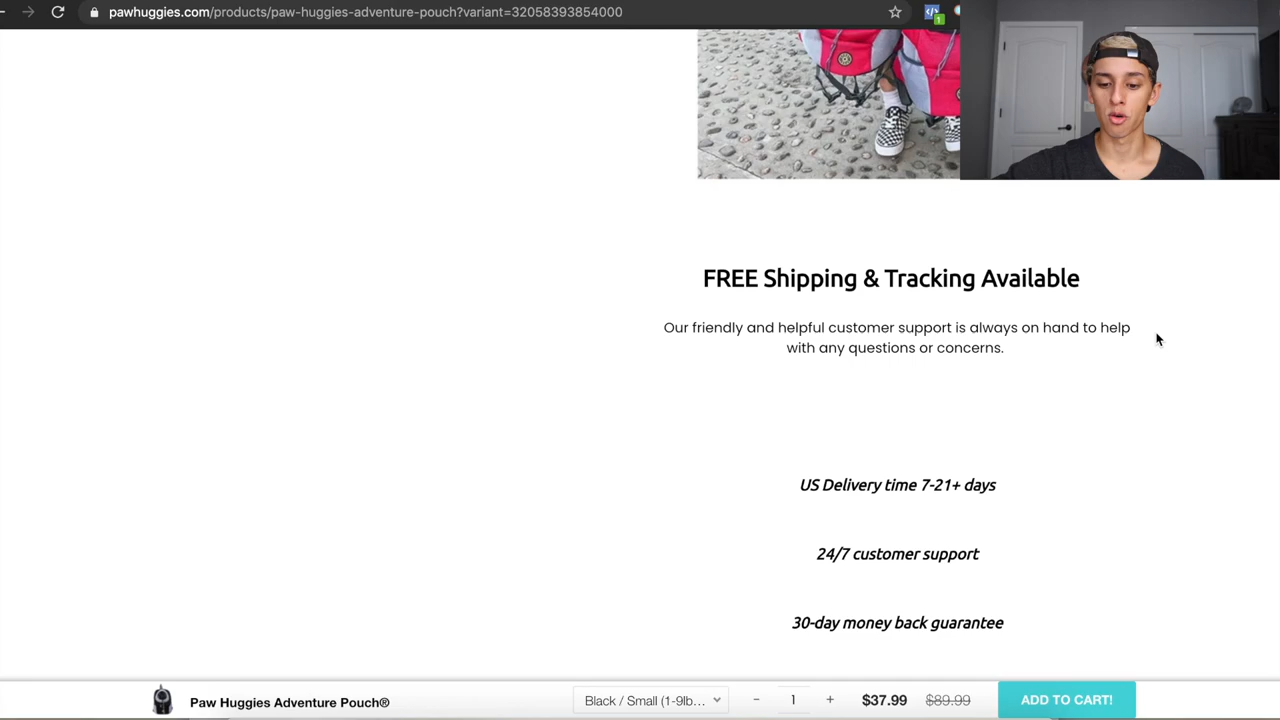 pawhuggies.com/products/paw-huggies-adventure-pouch?variant=32058393854000
1
FREE Shipping & Tracking Available
Our friendly and helpful customer support is always on hand to help
with any questions or concerns.
US Delivery time 7-21+ days
24/7 customer support
30-day money back guarantee
Paw Huggies Adventure Pouch®
Black / Small (1-9lb...
- 1 +
$37.99 $89.99
ADD TO CART!